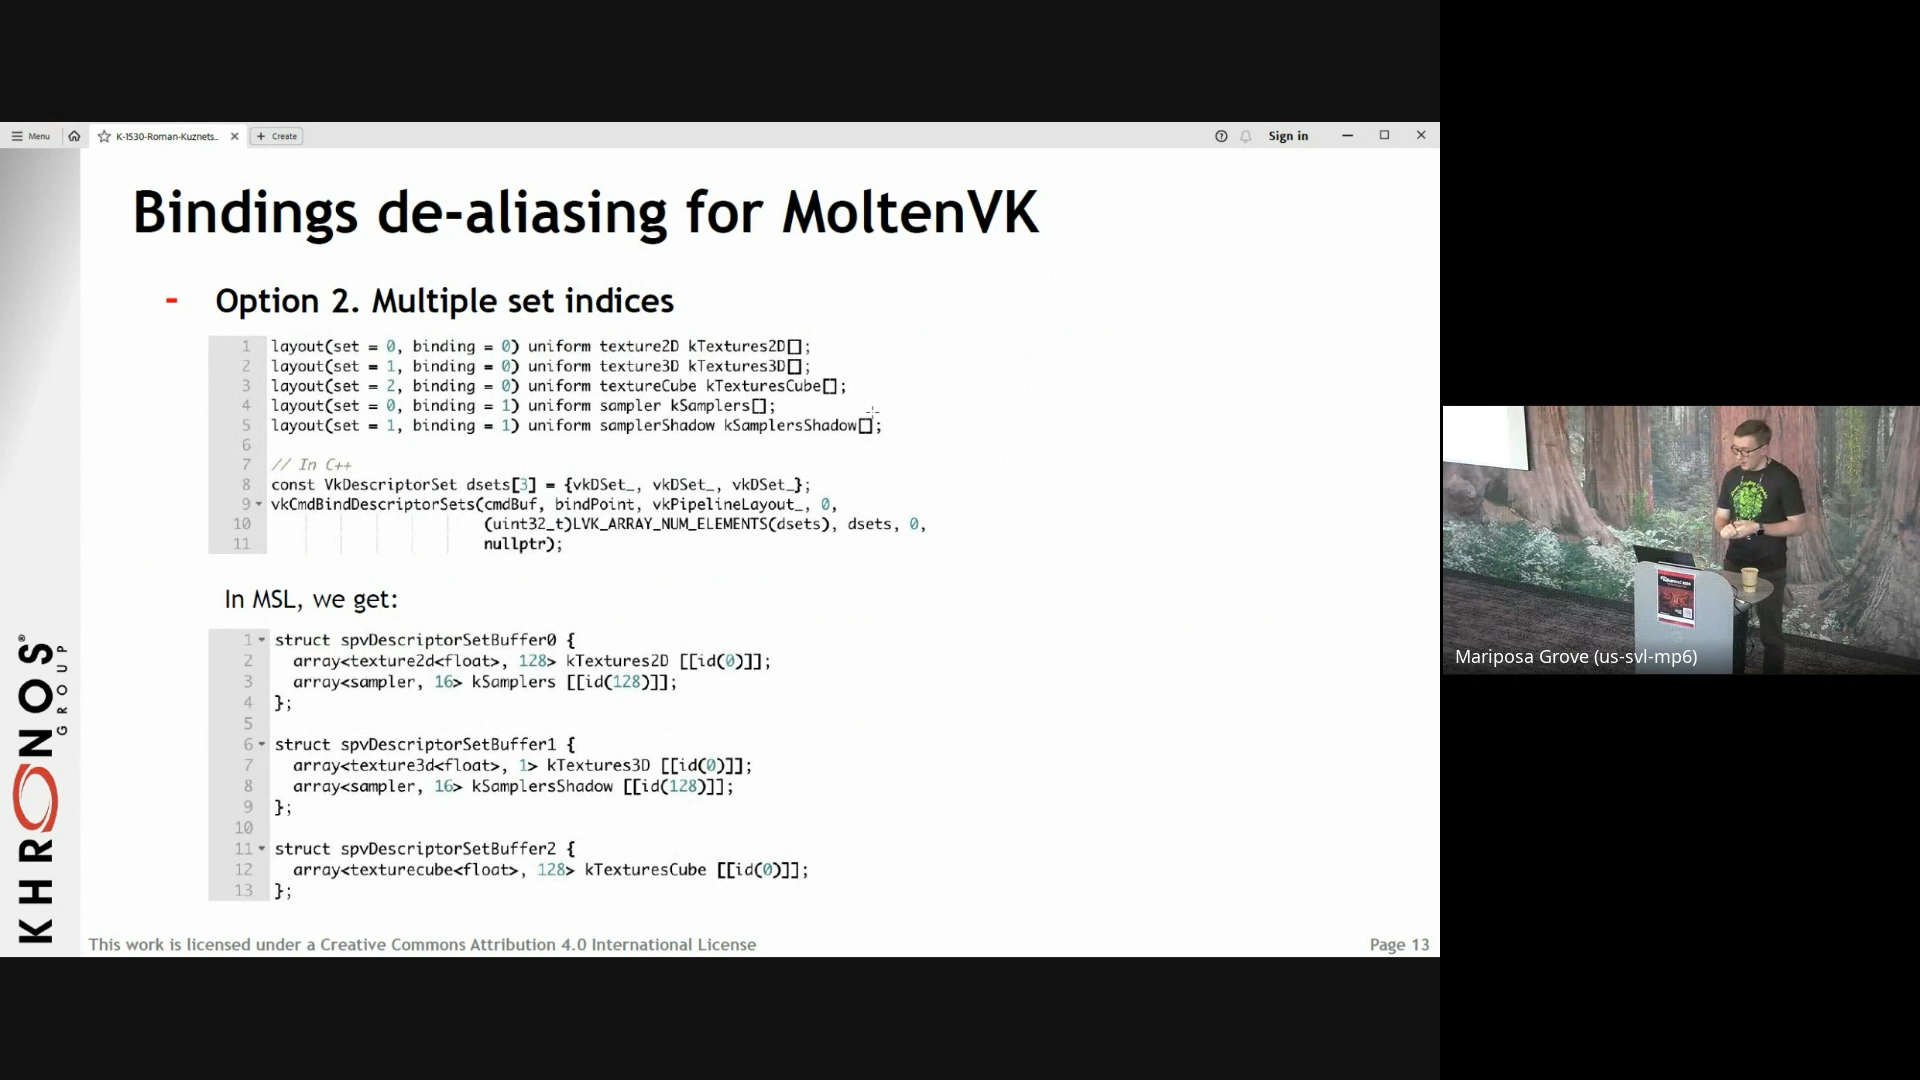 Menu
K-1530-Roman-Kuznets..
+ Create
Sign in
Bindings de-aliasing for MoltenVK
- Option 2. Multiple set indices
1 layout(set = 0, binding = 0) uniform texture2D kTextures2D[];
2 layout(set = 1, binding = 0) uniform texture3D kTextures3D[];
3 layout(set = 2, binding = 0) uniform textureCube kTexturesCube[];
4 layout(set = 0, binding = 1) uniform sampler kSamplers[];
5 layout(set = 1, binding = 1) uniform samplerShadow kSamplersShadow[];
6
7 // In C++
8 const VkDescriptorSet dsets[3] = {vkDSet_, vkDSet_, vkDSet_};
9 vkCmdBindDescriptorSets(cmdBuf, bindPoint, vkPipelineLayout_, 0,
10 (uint32_t)LVK_ARRAY_NUM_ELEMENTS(dsets), dsets, 0,
11 nullptr);
In MSL, we get:
1 struct spvDescriptorSetBuffer0 {
2 array<texture2d<float>, 128> kTextures2D [[id(0)]];
3 array<sampler, 16> kSamplers [[id(128)]];
4 };
5
6 struct spvDescriptorSetBuffer1 {
7 array<texture3d<float>, 1> kTextures3D [[id(0)]];
8 array<sampler, 16> kSamplersShadow [[id(128)]];
9 };
10
11 struct spvDescriptorSetBuffer2 {
12 array<texturecube<float>, 128> kTexturesCube [[id(0)]];
13 };
KHRONOS®
GROUP
This work is licensed under a Creative Commons Attribution 4.0 International License
Page 13
Mariposa Grove (us-svl-mp6)